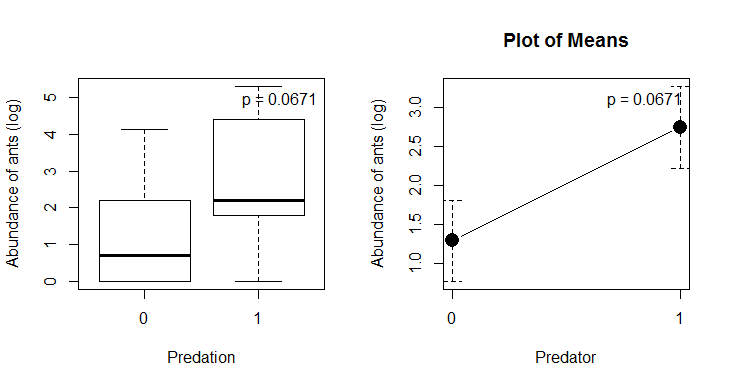 Abundance of ants (log)
5
4
3
2
1
0
p = 0.0671
0 1
Predation
Plot of Means
Abundance of ants (log)
3.0
2.5
2.0
1.5
1.0
p = 0.0671
0 1
Predator